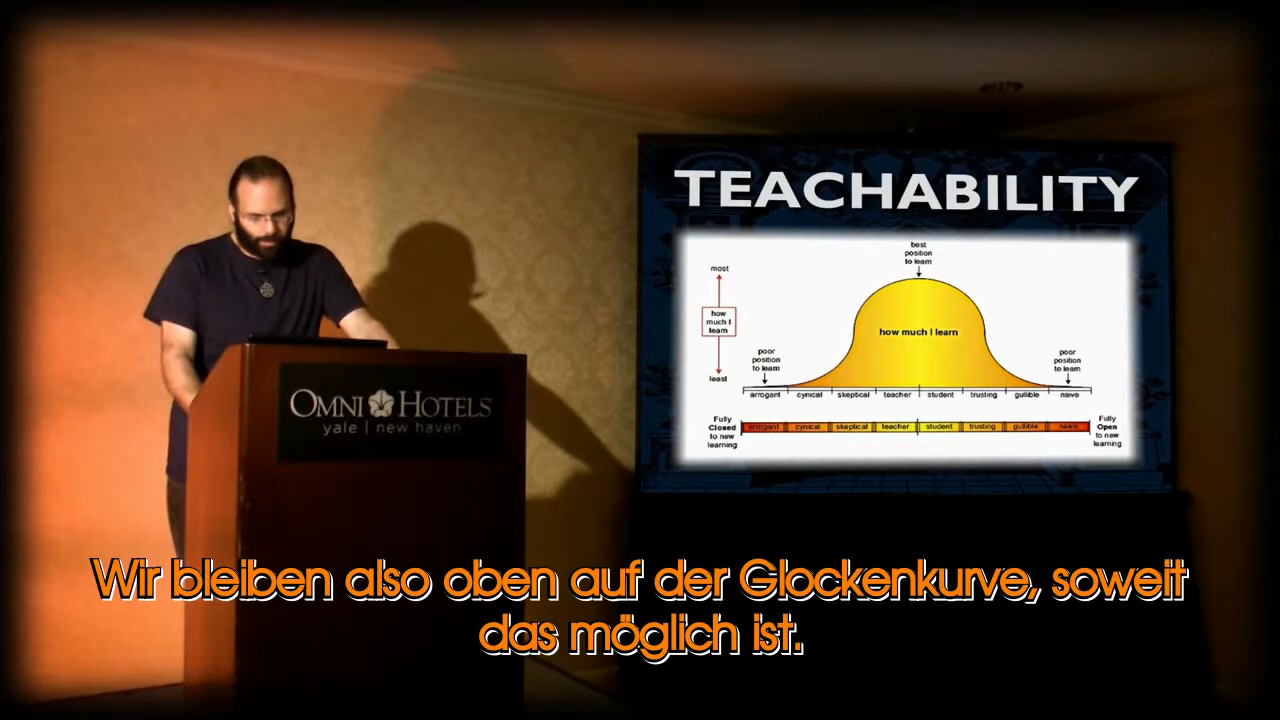 TEACHABILITY
best
position
to learn
most
how
much I
learn
how much I learn
poor
position
to learn
poor
position
to learn
least
arrogant cynical skeptical teacher student trusting gullible naive
Fully
Closed
to new
learning
arrogant cynical skeptical teacher student trusting gullible naive
Fully
Open
to new
learning
OMNI HOTELS
yale | new haven
Wir bleiben also oben auf der Glockenkurve, soweit
das möglich ist.